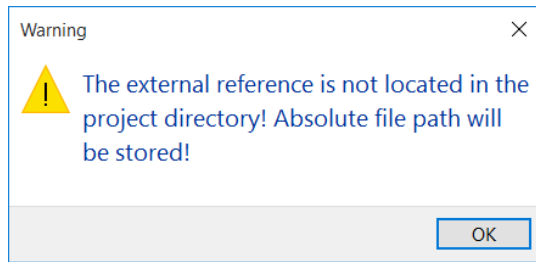 Warning
The external reference is not located in the
project directory! Absolute file path will
be stored!
OK